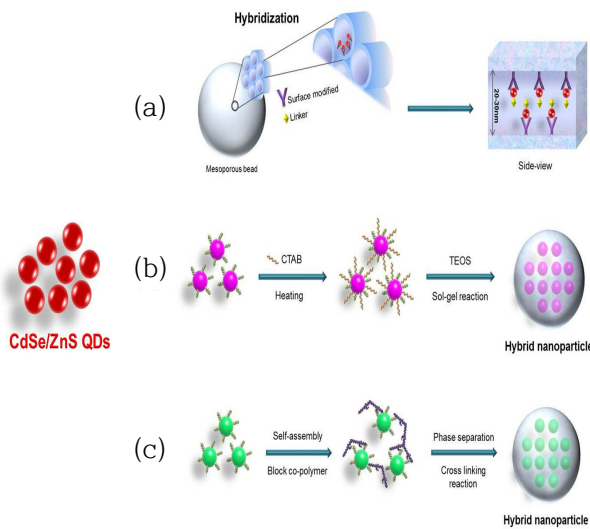 Hybridization
(a)
Surface modified
Linker
Mesoporous bead
20~30nm
Side-view
(b)
CTAB
Heating
TEOS
Sol-gel reaction
Hybrid nanoparticle
CdSe/ZnS QDs
(c)
Self-assembly
Block co-polymer
Phase separation
Cross linking
reaction
Hybrid nanoparticle